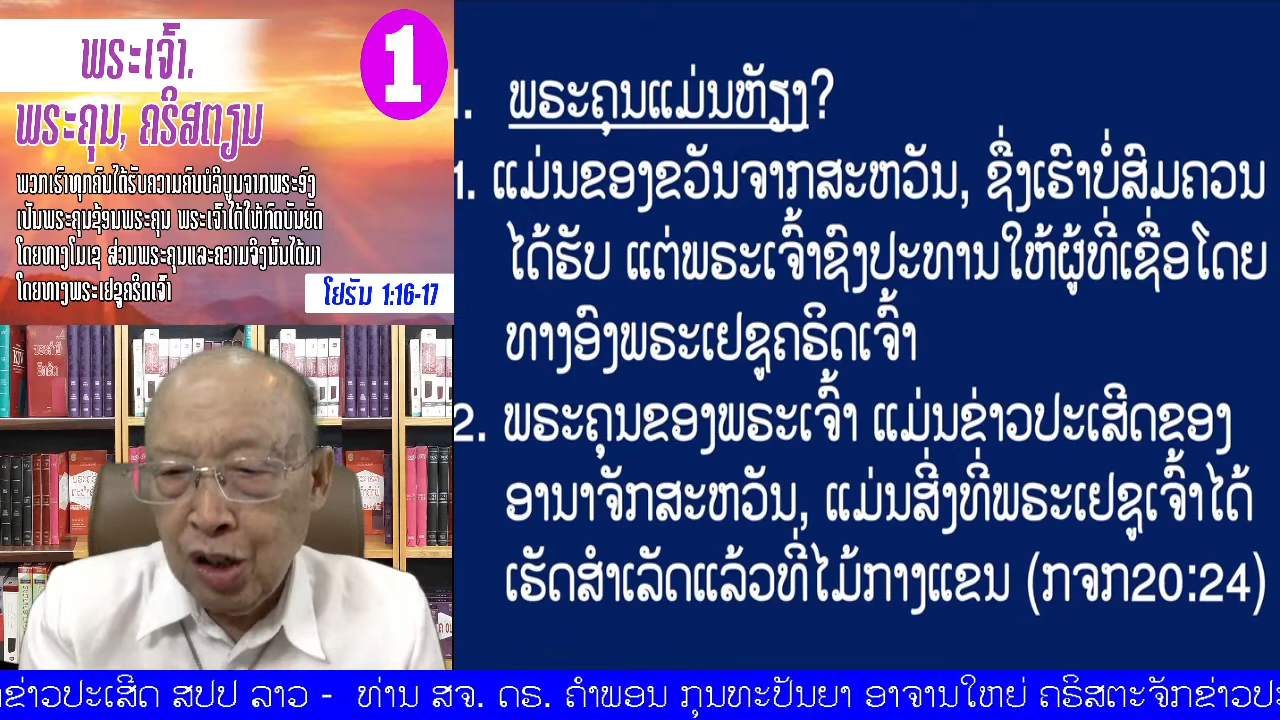 ພຣະເຈົ້າ.
ພຣະຄຸນ, ຄຣິສຕຽນ
1
ພວກເຮົາທຸກຄົນໄດ້ຮັບຄວາມຄົບບໍລິບູນຈາກພຣະອົງ
ເປັນພຣະຄຸນຊ້ອນພຣະຄຸນ ພຣະເຈົ້າໄດ້ໃຫ້ກົດບັນຍັດ
ໂດຍທາງໂມເຊ ສ່ວນພຣະຄຸນແລະຄວາມຈິງນັ້ນໄດ້ມາ
ໂດຍທາງພຣະເຢຊູຄຣິດເຈົ້າ
ໂຢຮັນ 1:16-17
1. ພຣະຄຸນແມ່ນຫັຽງ?
1. ແມ່ນຂອງຂວັນຈາກສະຫວັນ, ຊຶ່ງເຮົາບໍ່ສົມຄວນ
ໄດ້ຮັບ ແຕ່ພຣະເຈົ້າຊົງປະທານໃຫ້ຜູ້ທີ່ເຊື່ອໂດຍ
ທາງອົງພຣະເຢຊູຄຣິດເຈົ້າ
2. ພຣະຄຸນຂອງພຣະເຈົ້າ ແມ່ນຂ່າວປະເສີດຂອງ
ອານາຈັກສະຫວັນ, ແມ່ນສິ່ງທີ່ພຣະເຢຊູເຈົ້າໄດ້
ເຮັດສຳເລັດແລ້ວທີ່ໄມ້ກາງແຂນ (ກຈກ20:24)
ຂ່າວປະເສີດ ສປປ ລາວ - ທ່ານ ສຈ. ດຣ. ຄຳພອນ ກຸນທະປັນຍາ ອາຈານໃຫຍ່ ຄຣິສຕະຈັກຂ່າວປະ